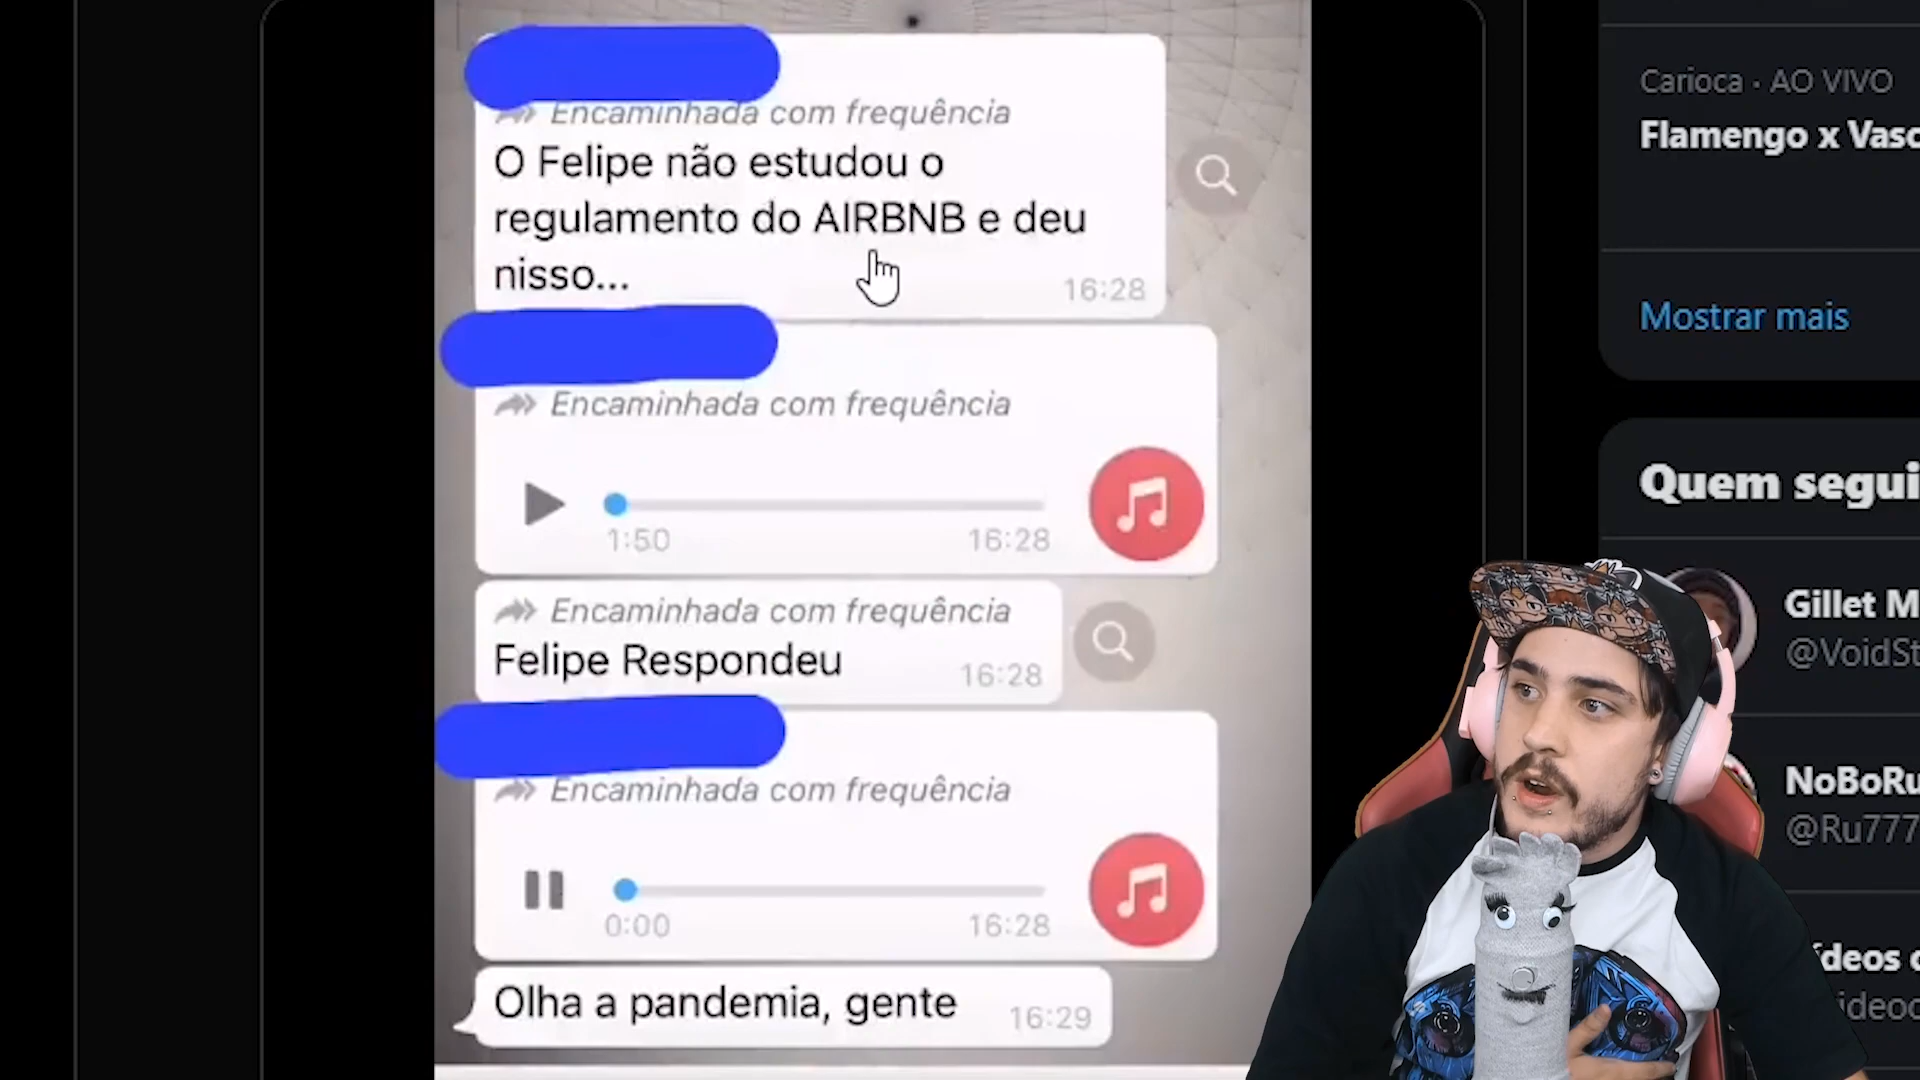 Encaminhada com frequência
O Felipe não estudou o
regulamento do AIRBNB e deu
nisso...
16:28
Encaminhada com frequência
1:50
16:28
Encaminhada com frequência
Felipe Respondeu
16:28
Encaminhada com frequência
0:00
16:28
Olha a pandemia, gente
16:29
Carioca · AO VIVO
Flamengo x Vasc
Mostrar mais
Quem segui
Gillet M
@VoidSt
NoBoRu
@Ru777
ídeos
ideoc